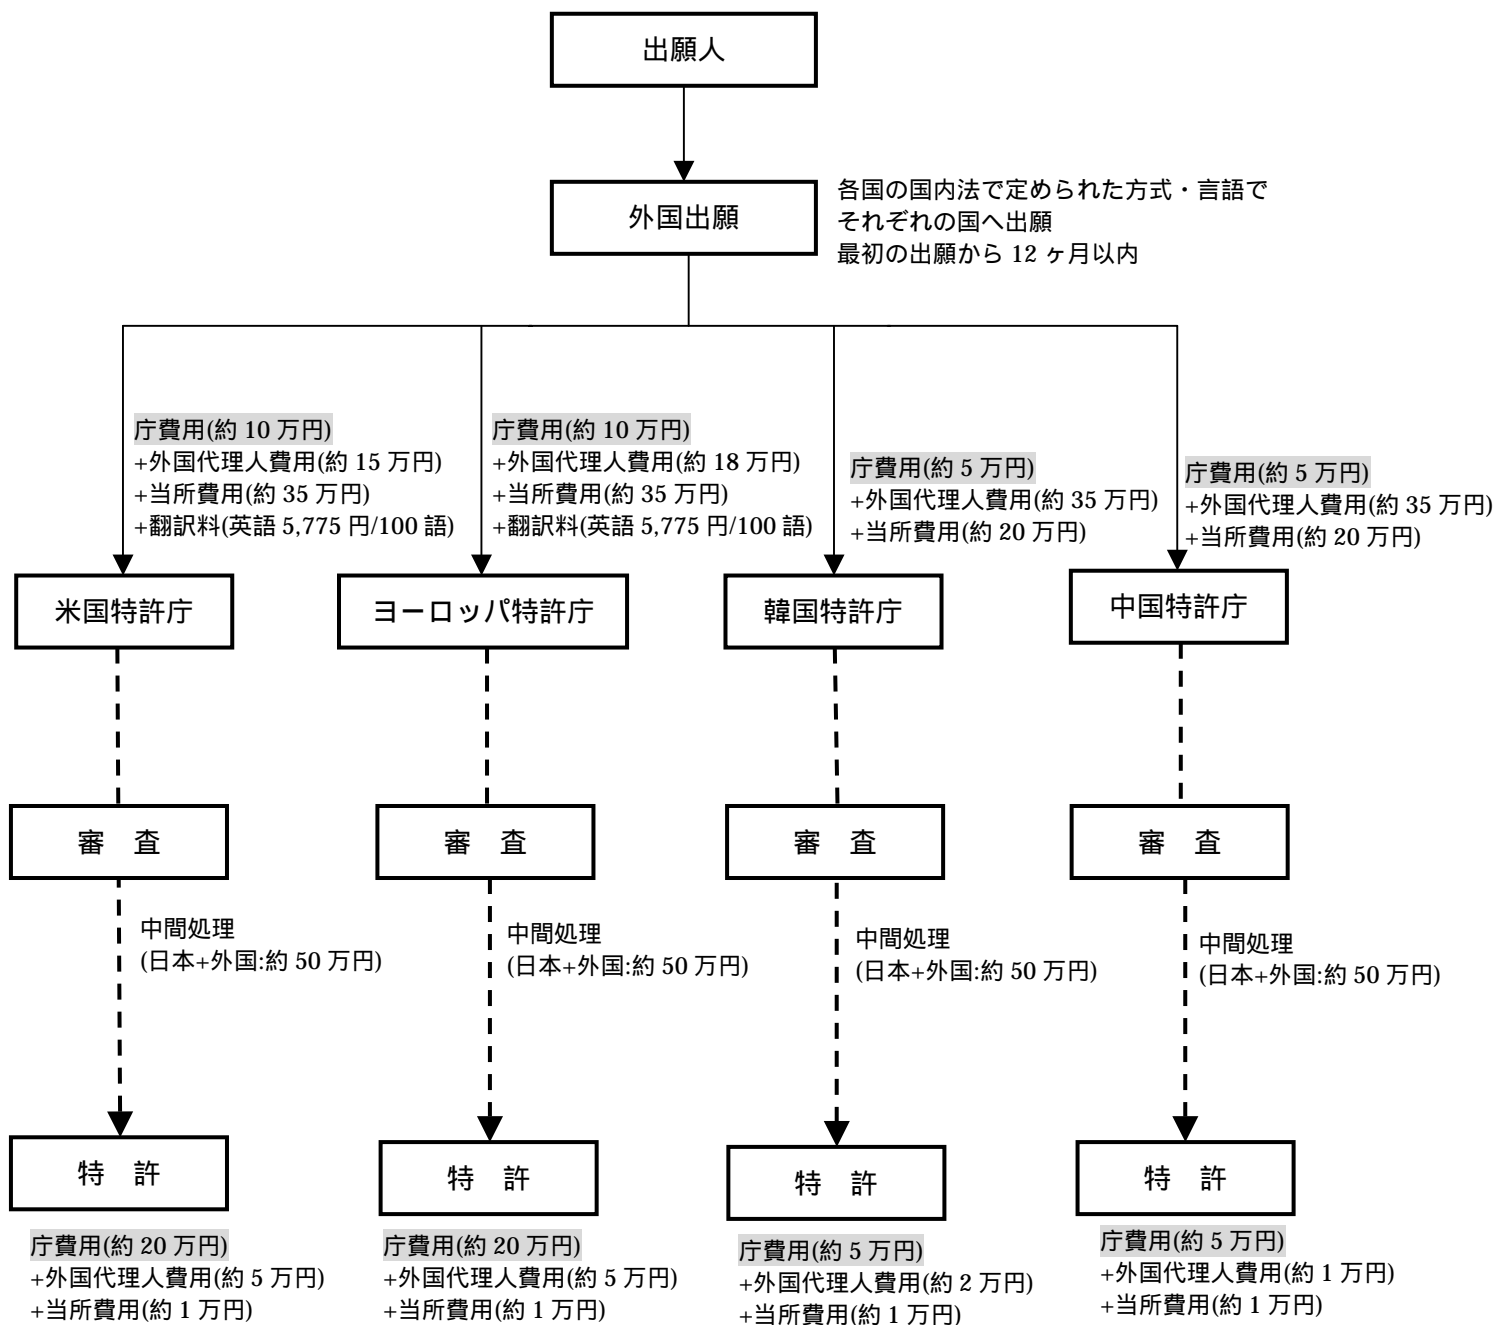 出願人
外国出願
各国の国内法で定められた方式・言語で
それぞれの国へ出願
最初の出願から 12 ヶ月以内
庁費用(約 10 万円)
+外国代理人費用(約 15 万円)
+当所費用(約 35 万円)
+翻訳料(英語 5,775 円/100 語)
庁費用(約 10 万円)
+外国代理人費用(約 18 万円)
+当所費用(約 35 万円)
+翻訳料(英語 5,775 円/100 語)
庁費用(約 5 万円)
+外国代理人費用(約 35 万円)
+当所費用(約 20 万円)
庁費用(約 5 万円)
+外国代理人費用(約 35 万円)
+当所費用(約 20 万円)
米国特許庁
ヨーロッパ特許庁
韓国特許庁
中国特許庁
審 査
審 査
審 査
審 査
中間処理
(日本+外国:約 50 万円)
中間処理
(日本+外国:約 50 万円)
中間処理
(日本+外国:約 50 万円)
中間処理
(日本+外国:約 50 万円)
特 許
特 許
特 許
特 許
庁費用(約 20 万円)
+外国代理人費用(約 5 万円)
+当所費用(約 1 万円)
庁費用(約 20 万円)
+外国代理人費用(約 5 万円)
+当所費用(約 1 万円)
庁費用(約 5 万円)
+外国代理人費用(約 2 万円)
+当所費用(約 1 万円)
庁費用(約 5 万円)
+外国代理人費用(約 1 万円)
+当所費用(約 1 万円)